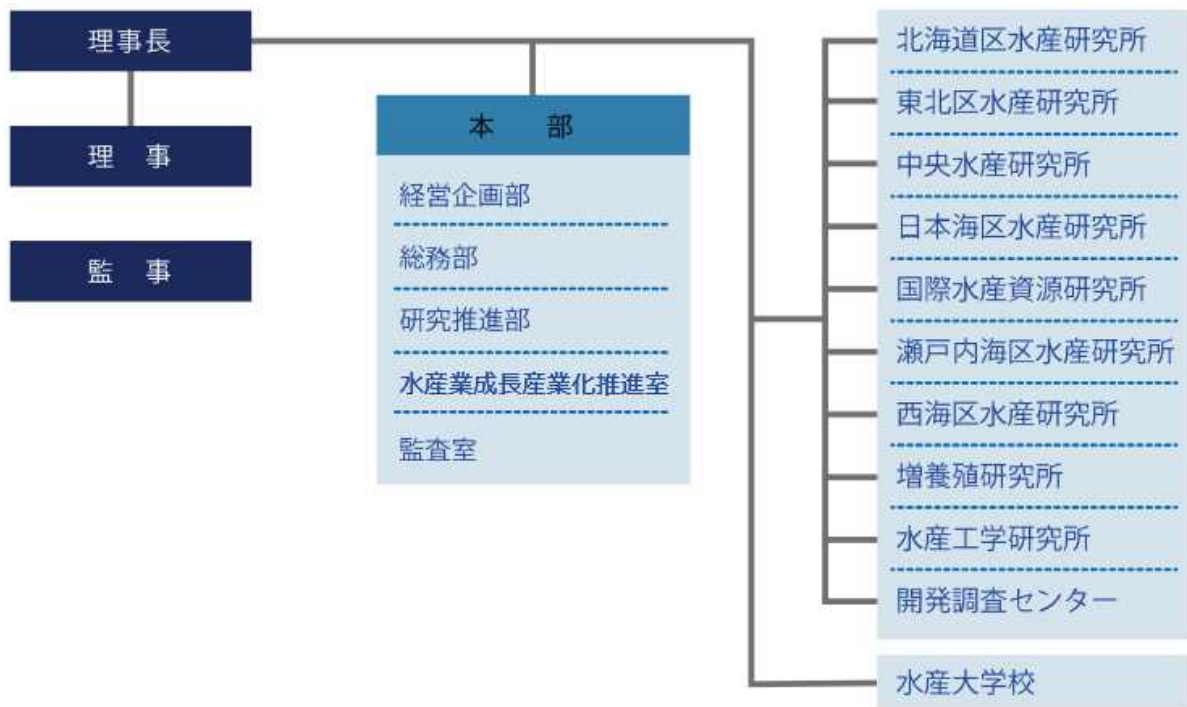 理事長
理　事
監　事
本　部
経営企画部
総務部
研究推進部
水産業成長産業化推進室
監査室
北海道区水産研究所
東北区水産研究所
中央水産研究所
日本海区水産研究所
国際水産資源研究所
瀬戸内海区水産研究所
西海区水産研究所
増養殖研究所
水産工学研究所
開発調査センター
水産大学校